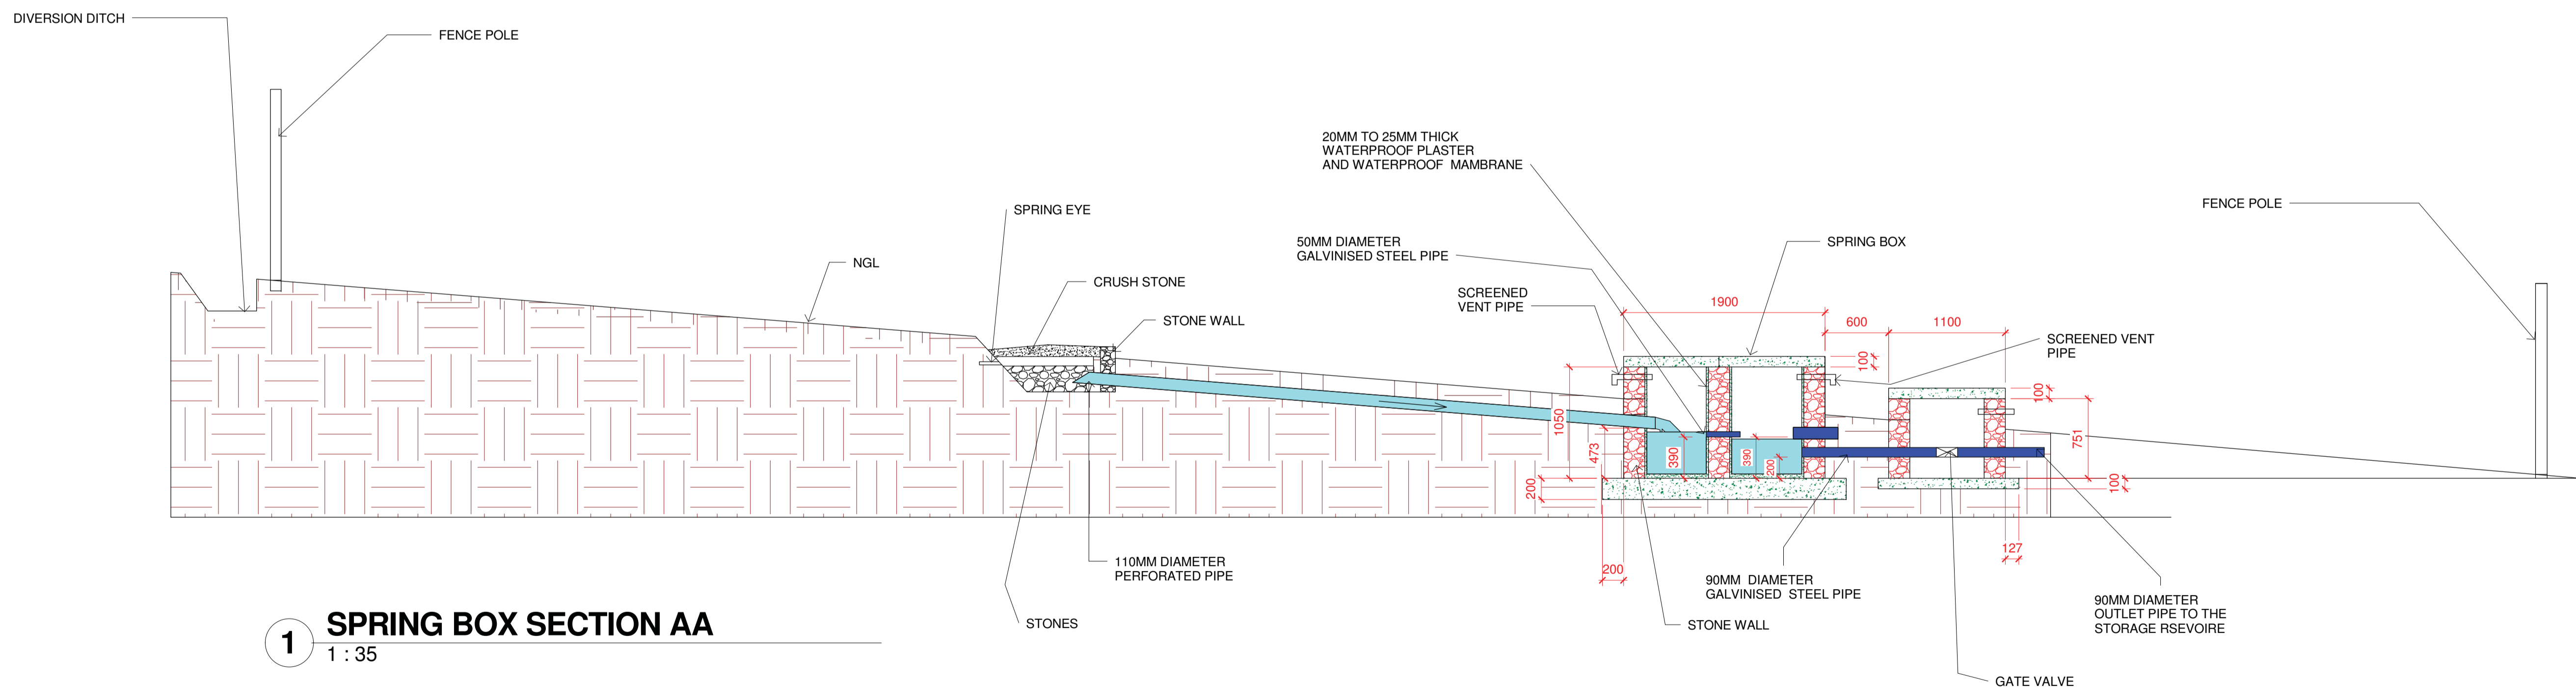 DIVERSION DITCH
FENCE POLE
20MM TO 25MM THICK
WATERPROOF PLASTER
AND WATERPROOF MAMBRANE
SPRING EYE
FENCE POLE
50MM DIAMETER
GALVINISED STEEL PIPE
SPRING BOX
NGL
CRUSH STONE
SCREENED
VENT PIPE
STONE WALL
1900
600
1100
SCREENED VENT
PIPE
100
100
1050
473
390
390
200
751
200
100
127
200
110MM DIAMETER
PERFORATED PIPE
90MM DIAMETER
GALVINISED STEEL PIPE
90MM DIAMETER
OUTLET PIPE TO THE
STORAGE RSEVOIRE
STONES
STONE WALL
GATE VALVE
1
SPRING BOX SECTION AA
1 : 35